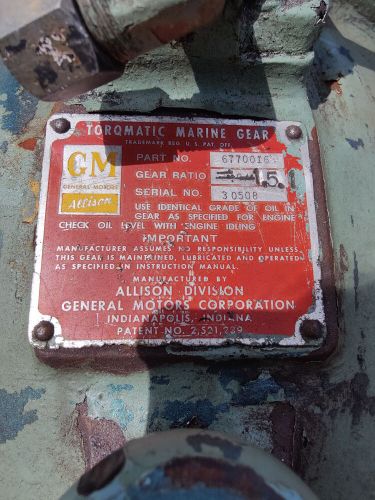 TORQMATIC MARINE GEAR
TRADEMARK REG. U. S. PAT. OFF.
GM
GENERAL MOTORS
Allison
PART NO. 6770016
GEAR RATIO 1.5
SERIAL NO. 30508
USE IDENTICAL GRADE OF OIL IN
GEAR AS SPECIFIED FOR ENGINE
CHECK OIL LEVEL WITH ENGINE IDLING
IMPORTANT
MANUFACTURER ASSUMES NO RESPONSIBILITY UNLESS
THIS GEAR IS MAINTAINED, LUBRICATED AND OPERATED
AS SPECIFIED IN INSTRUCTION MANUAL.
MANUFACTURED BY
ALLISON DIVISION
GENERAL MOTORS CORPORATION
INDIANAPOLIS, INDIANA
PATENT NO. 2,521,239